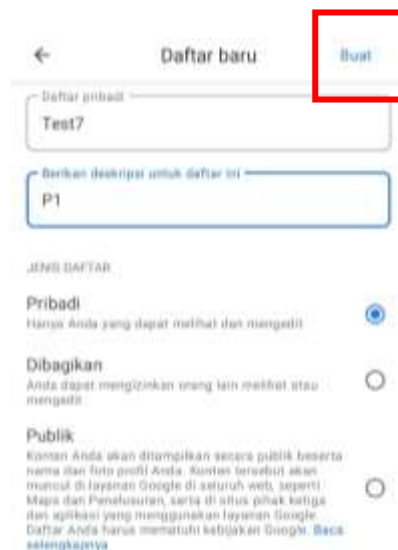 Daftar baru
Buat
Daftar pribadi
Test7
Berikan deskripsi untuk daftar ini
P1
JENIS DAFTAR
Pribadi
Hanya Anda yang dapat melihat dan mengedit
Dibagikan
Anda dapat mengizinkan orang lain melihat atau
mengedit
Publik
Konten Anda akan ditampilkan secara publik beserta
nama dan foto profil Anda. Konten tersebut akan
muncul di layanan Google di seluruh web, seperti
Maps dan Penelusuran, serta di situs pihak ketiga
dan aplikasi yang menggunakan layanan Google.
Daftar Anda harus mematuhi kebijakan Google. Baca
selengkapnya